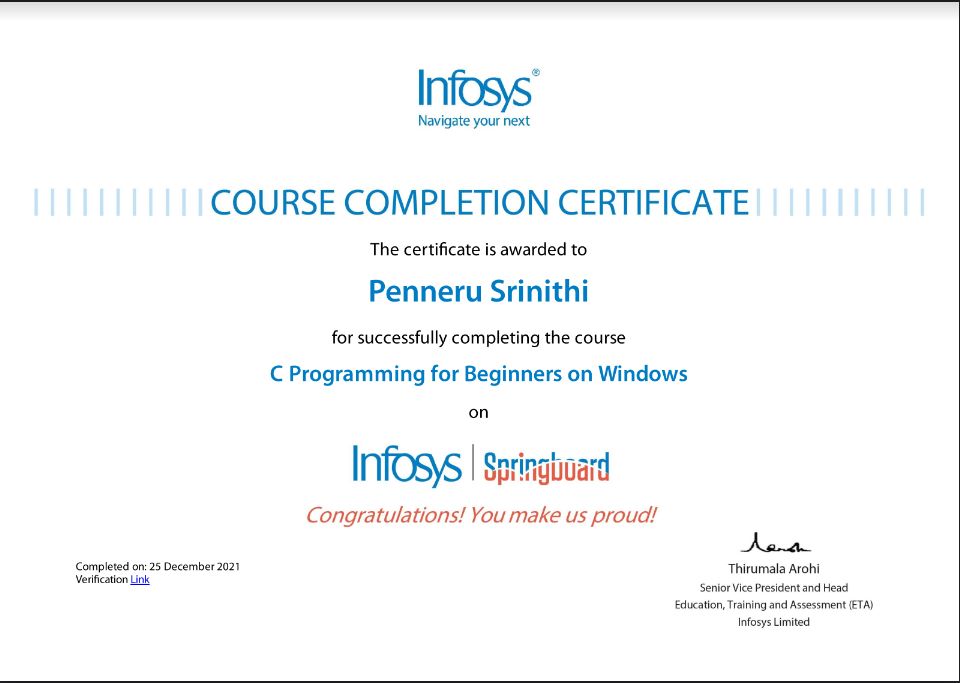 Infosys®
Navigate your next
COURSE COMPLETION CERTIFICATE
The certificate is awarded to
Penneru Srinithi
for successfully completing the course
C Programming for Beginners on Windows
on
Infosys | Springboard
Congratulations! You make us proud!
Completed on: 25 December 2021
Verification Link
Thirumala Arohi
Senior Vice President and Head
Education, Training and Assessment (ETA)
Infosys Limited